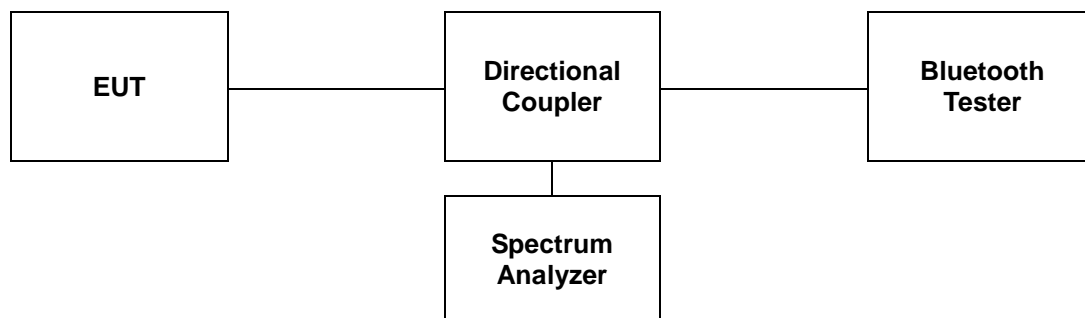 EUT
Directional
Coupler
Bluetooth
Tester
Spectrum
Analyzer